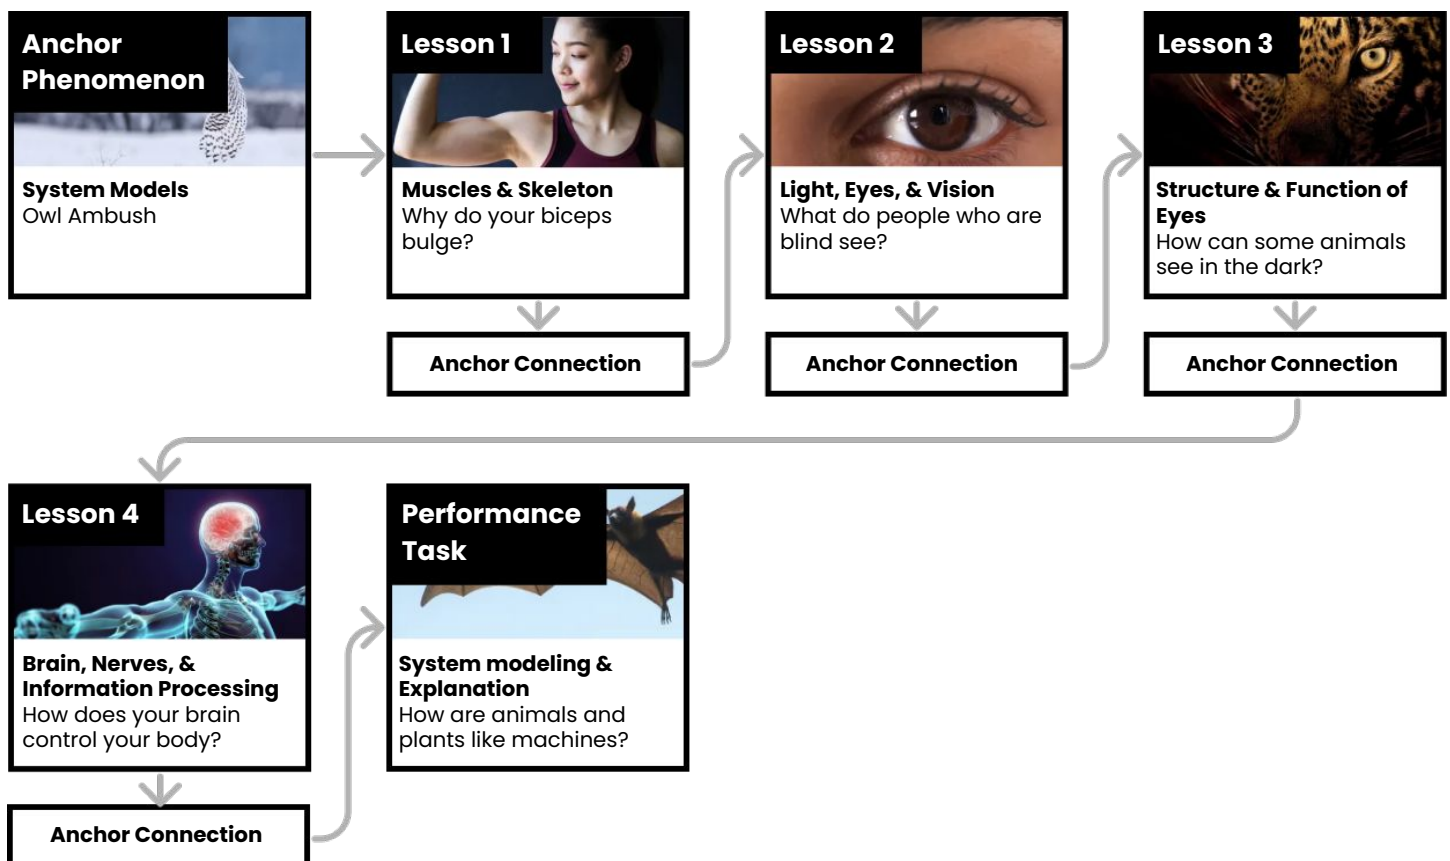 Anchor
Phenomenon
System Models
Owl Ambush
Lesson 1
Muscles & Skeleton
Why do your biceps
bulge?
Anchor Connection
Lesson 2
Light, Eyes, & Vision
What do people who are
blind see?
Anchor Connection
Lesson 3
Structure & Function of
Eyes
How can some animals
see in the dark?
Anchor Connection
Lesson 4
Brain, Nerves, &
Information Processing
How does your brain
control your body?
Anchor Connection
Performance
Task
System modeling &
Explanation
How are animals and
plants like machines?